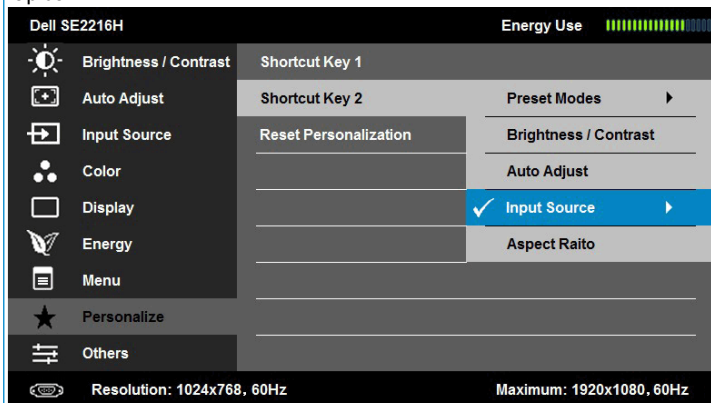 Dell SE2216H Energy Use
Brightness / Contrast Shortcut Key 1
Auto Adjust Shortcut Key 2 Preset Modes
Input Source Reset Personalization Brightness / Contrast
Color Auto Adjust
Display Input Source
Energy Aspect Raito
Menu
Personalize
Others
Resolution: 1024x768, 60Hz Maximum: 1920x1080, 60Hz